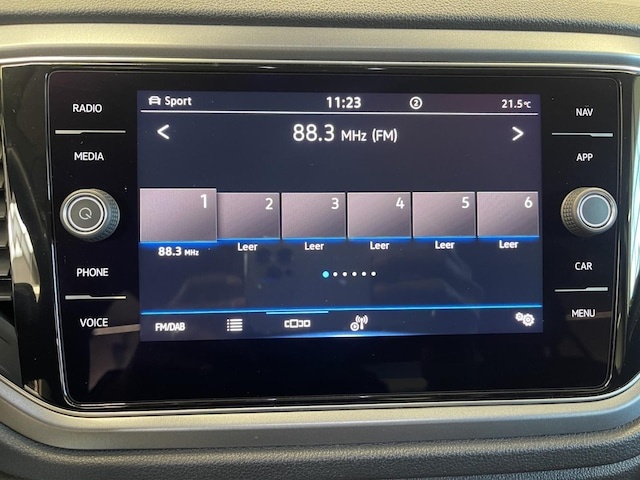 RADIO
MEDIA
PHONE
VOICE
Sport 11:23 2 21.5°C
< 88.3 MHz (FM) >
1 2 3 4 5 6
88.3 MHz Leer Leer Leer Leer Leer
FM/DAB
NAV
APP
CAR
MENU